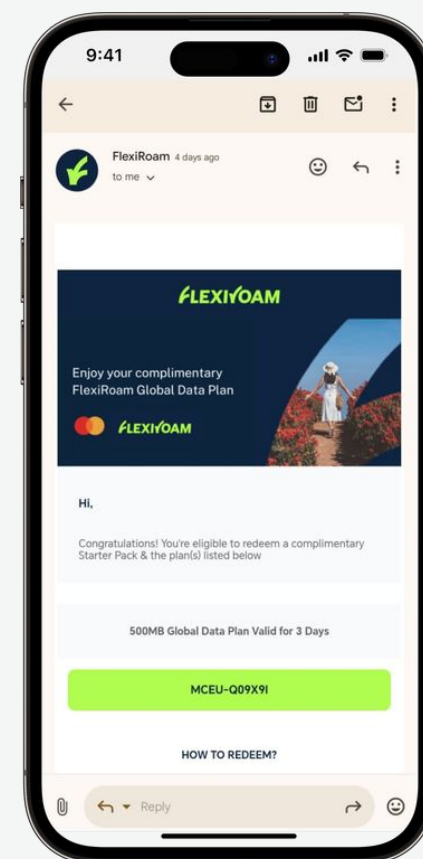 9:41
FlexiRoam 4 days ago
to me
FLEXIROAM
Enjoy your complimentary
FlexiRoam Global Data Plan
FLEXIROAM
Hi,
Congratulations! You're eligible to redeem a complimentary
Starter Pack & the plan(s) listed below
500MB Global Data Plan Valid for 3 Days
MCEU-Q09X9I
HOW TO REDEEM?
Reply